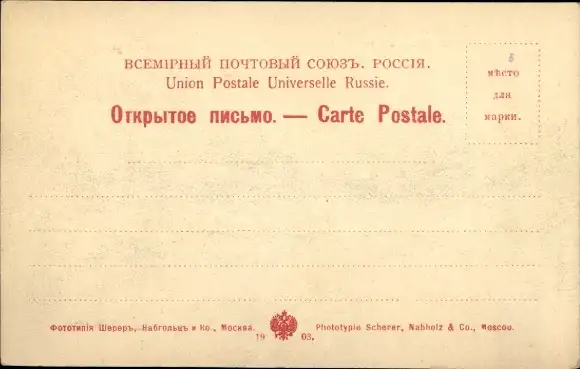 ВСЕМІРНЫЙ ПОЧТОВЫЙ СОЮЗЪ. РОССІЯ.
Union Postale Universelle Russie.
Открытое письмо. — Carte Postale.
8
мѣсто
для
марки.
Фототипія Шереръ, Набгольцъ и Ко., Москва.
Phototypie Scherer, Nabholz & Co., Moscou.
19 03.